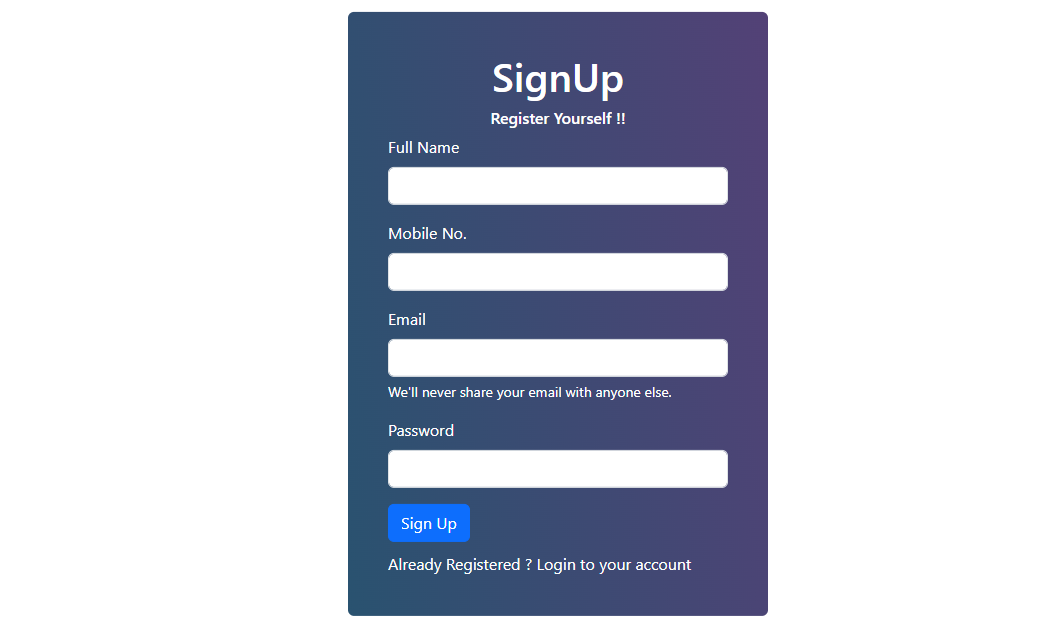 SignUp
Register Yourself !!
Full Name
Mobile No.
Email
We'll never share your email with anyone else.
Password
Sign Up
Already Registered ? Login to your account